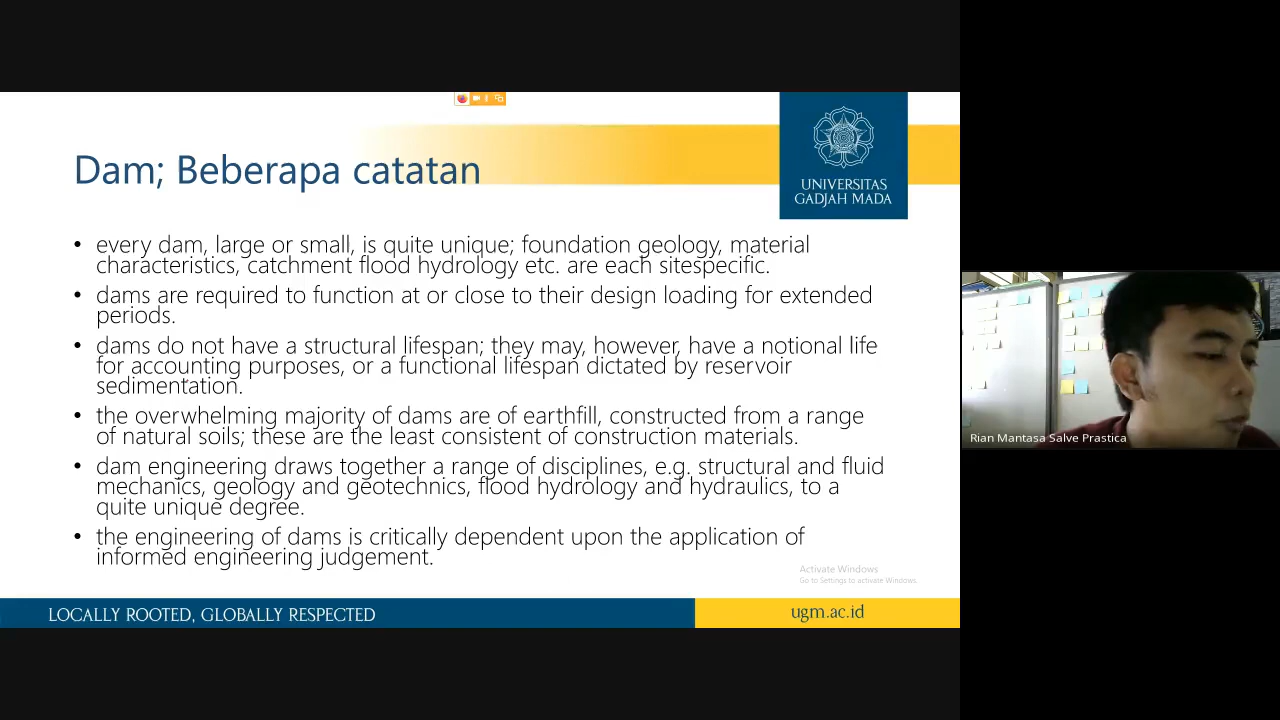 Dam; Beberapa catatan
UNIVERSITAS
GADJAH MADA
• every dam, large or small, is quite unique; foundation geology, material
characteristics, catchment flood hydrology etc. are each sitespecific.
• dams are required to function at or close to their design loading for extended
periods.
• dams do not have a structural lifespan; they may, however, have a notional life
for accounting purposes, or a functional lifespan dictated by reservoir
sedimentation.
• the overwhelming majority of dams are of earthfill, constructed from a range
of natural soils; these are the least consistent of construction materials.
• dam engineering draws together a range of disciplines, e.g. structural and fluid
mechanics, geology and geotechnics, flood hydrology and hydraulics, to a
quite unique degree.
• the engineering of dams is critically dependent upon the application of
informed engineering judgement.
Activate Windows
Go to Settings to activate Windows.
LOCALLY ROOTED, GLOBALLY RESPECTED
ugm.ac.id
Rian Mantasa Salve Prastica